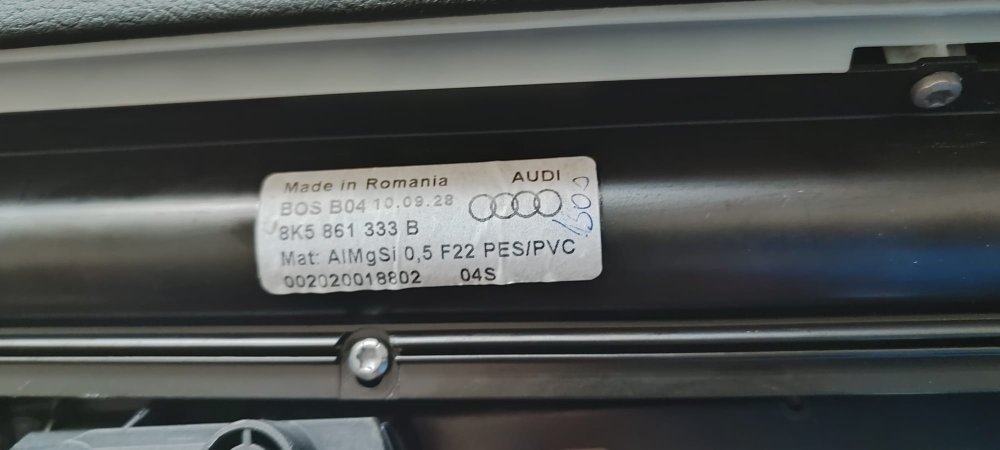 Made in Romania AUDI
BOS B04 10.09.28
8K5 861 333 B
Mat: AlMgSi 0,5 F22 PES/PVC
002020018802 04S